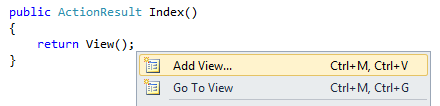 public ActionResult Index()
{
    return View();
}
Add View... Ctrl+M, Ctrl+V
Go To View Ctrl+M, Ctrl+G